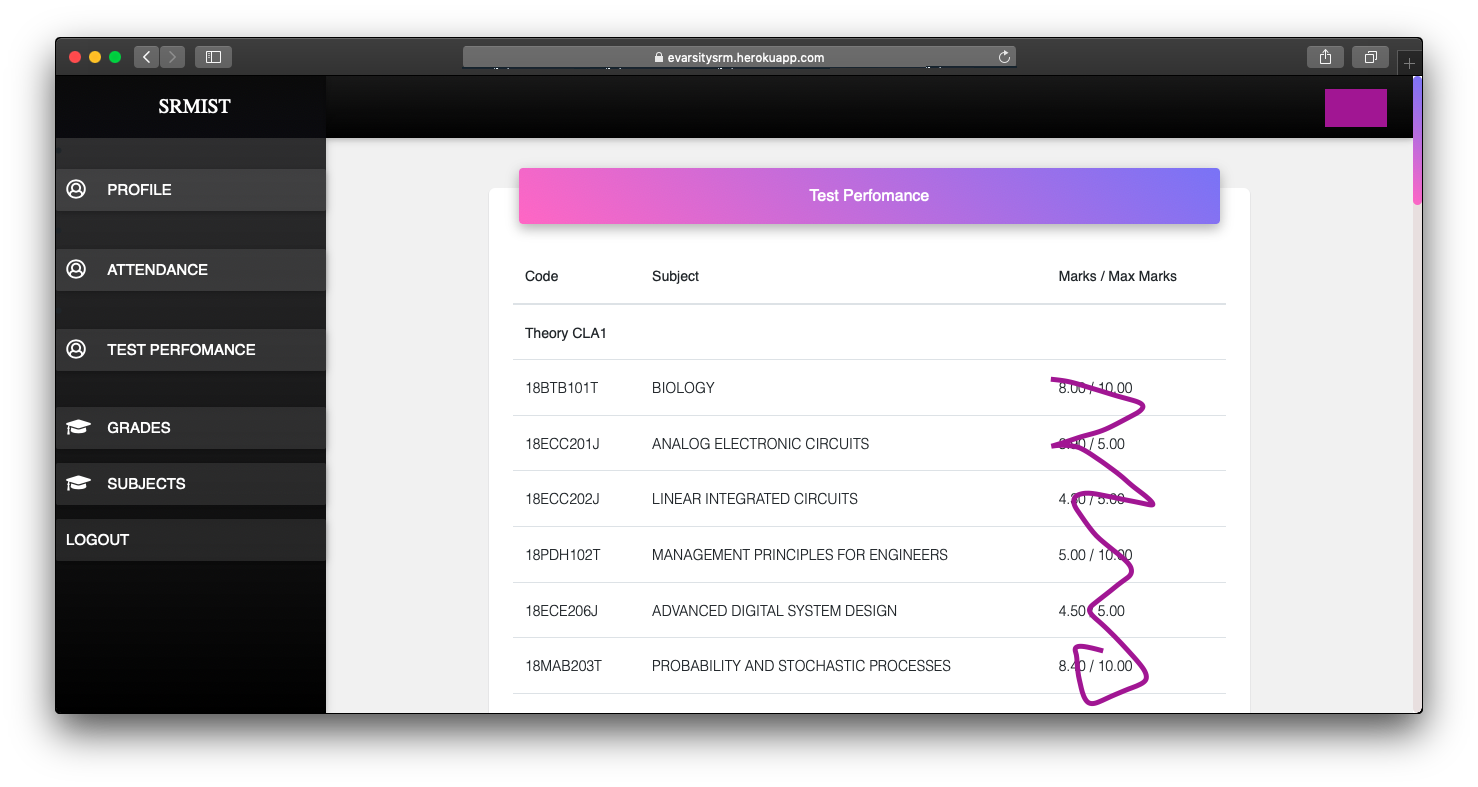 evarsitysrm.herokuapp.com
SRMIST
PROFILE
ATTENDANCE
TEST PERFOMANCE
GRADES
SUBJECTS
LOGOUT
Test Perfomance
Code Subject Marks / Max Marks
Theory CLA1
18BTB101T BIOLOGY 8.00 / 10.00
18ECC201J ANALOG ELECTRONIC CIRCUITS / 5.00
18ECC202J LINEAR INTEGRATED CIRCUITS / 5.00
18PDH102T MANAGEMENT PRINCIPLES FOR ENGINEERS 5.00 / 10.00
18ECE206J ADVANCED DIGITAL SYSTEM DESIGN 4.50 / 5.00
18MAB203T PROBABILITY AND STOCHASTIC PROCESSES 8.40 / 10.00